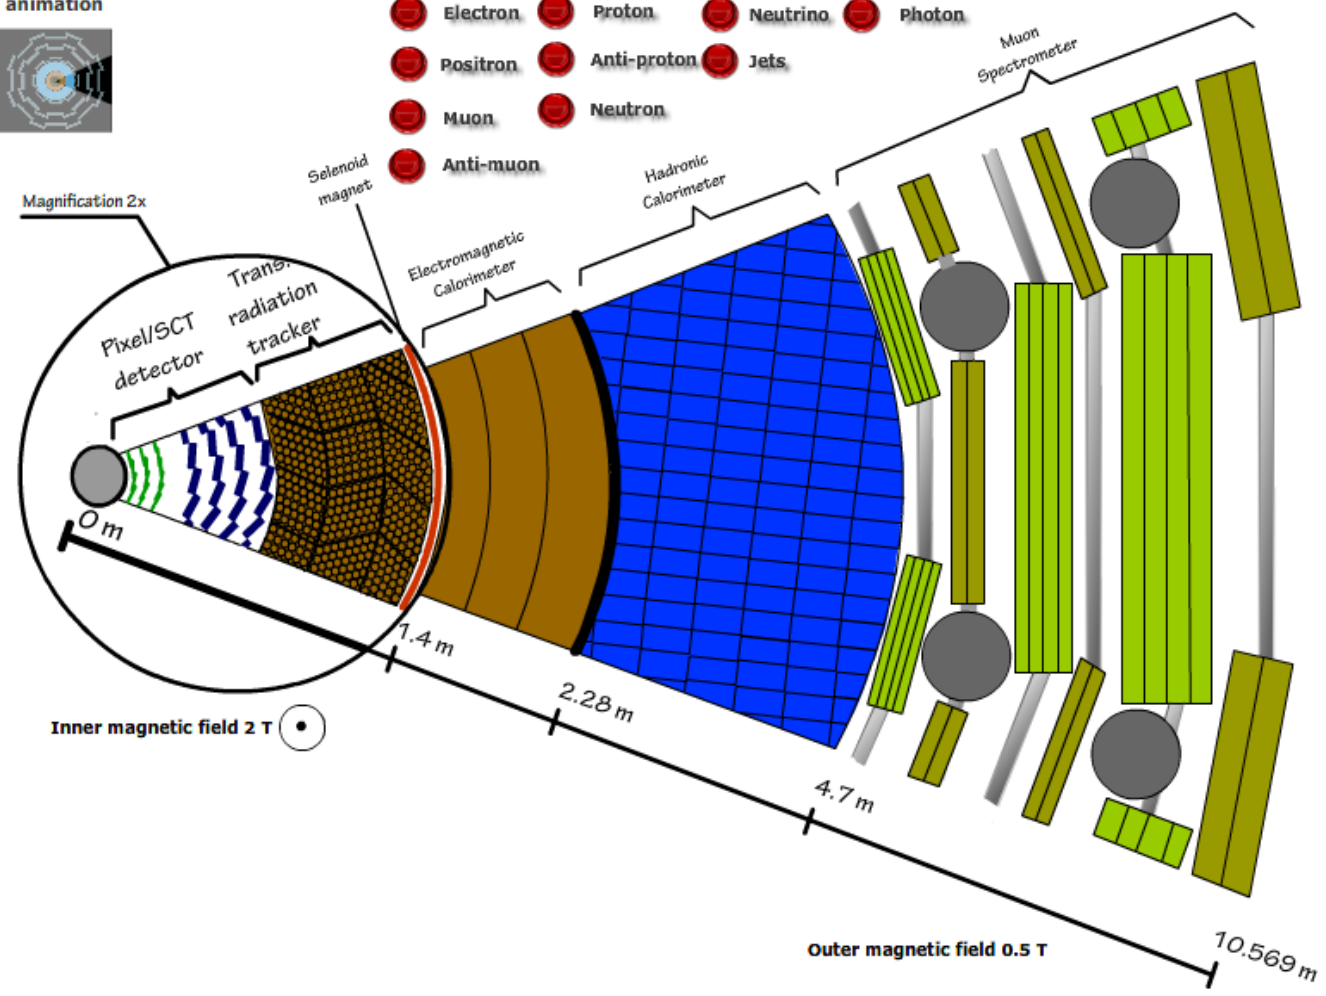 animation
Electron
Proton
Neutrino
Photon
Positron
Anti-proton
Jets
Muon
Neutron
Anti-muon
Muon
Spectrometer
Selenoid
magnet
Hadronic
Calorimeter
Magnification 2x
Electromagnetic
Calorimeter
Trans.
radiation
tracker
Pixel/SCT
detector
0 m
1.4 m
2.28 m
4.7 m
10.569 m
Inner magnetic field 2 T
Outer magnetic field 0.5 T